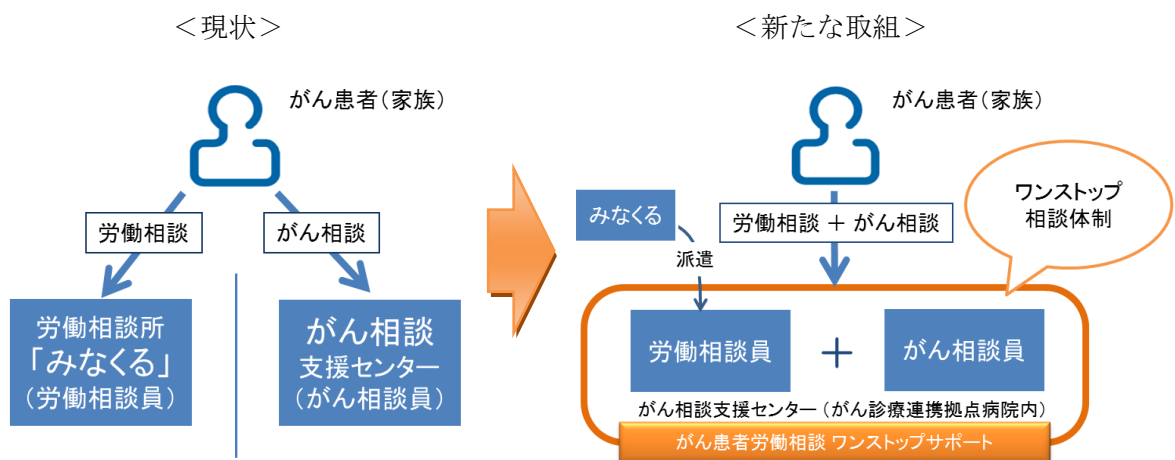 <現状>
がん患者(家族)
労働相談
がん相談
労働相談所
「みなくる」
(労働相談員)
がん相談
支援センター
(がん相談員)
<新たな取組>
がん患者(家族)
ワンストップ
相談体制
みなくる
労働相談 + がん相談
派遣
労働相談員
+
がん相談員
がん相談支援センター(がん診療連携拠点病院内)
がん患者労働相談 ワンストップサポート